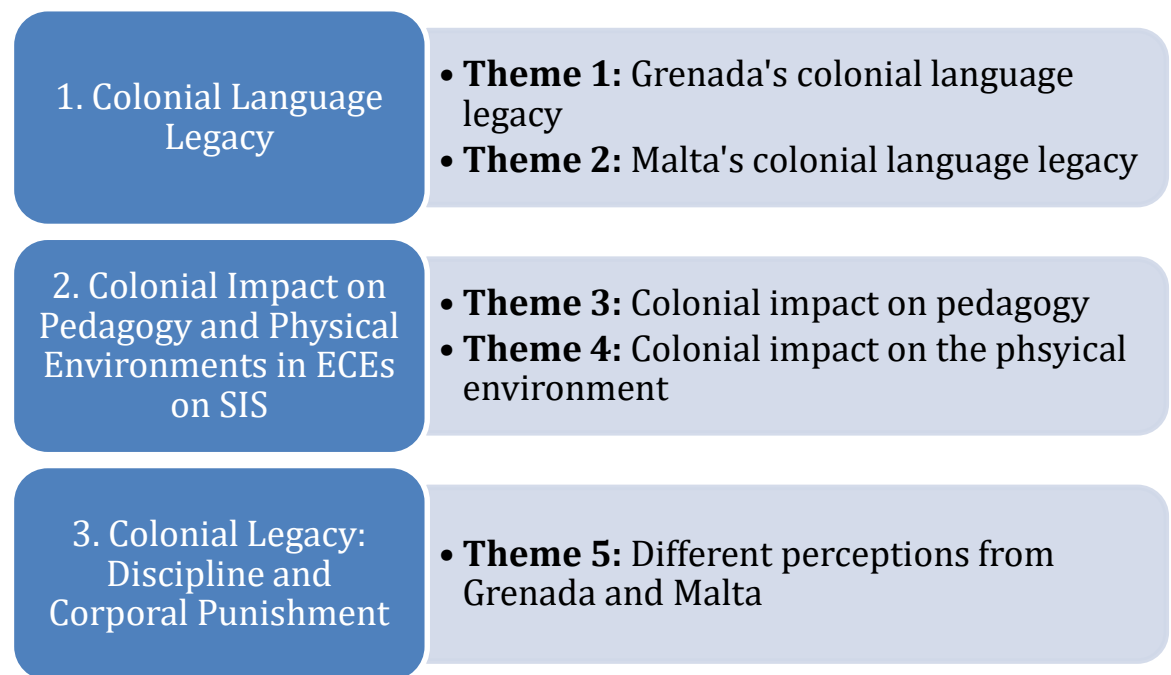 1. Colonial Language
Legacy
• Theme 1: Grenada's colonial language
legacy
• Theme 2: Malta's colonial language legacy
2. Colonial Impact on
Pedagogy and Physical
Environments in ECEs
on SIS
• Theme 3: Colonial impact on pedagogy
• Theme 4: Colonial impact on the phsyical
environment
3. Colonial Legacy:
Discipline and
Corporal Punishment
• Theme 5: Different perceptions from
Grenada and Malta